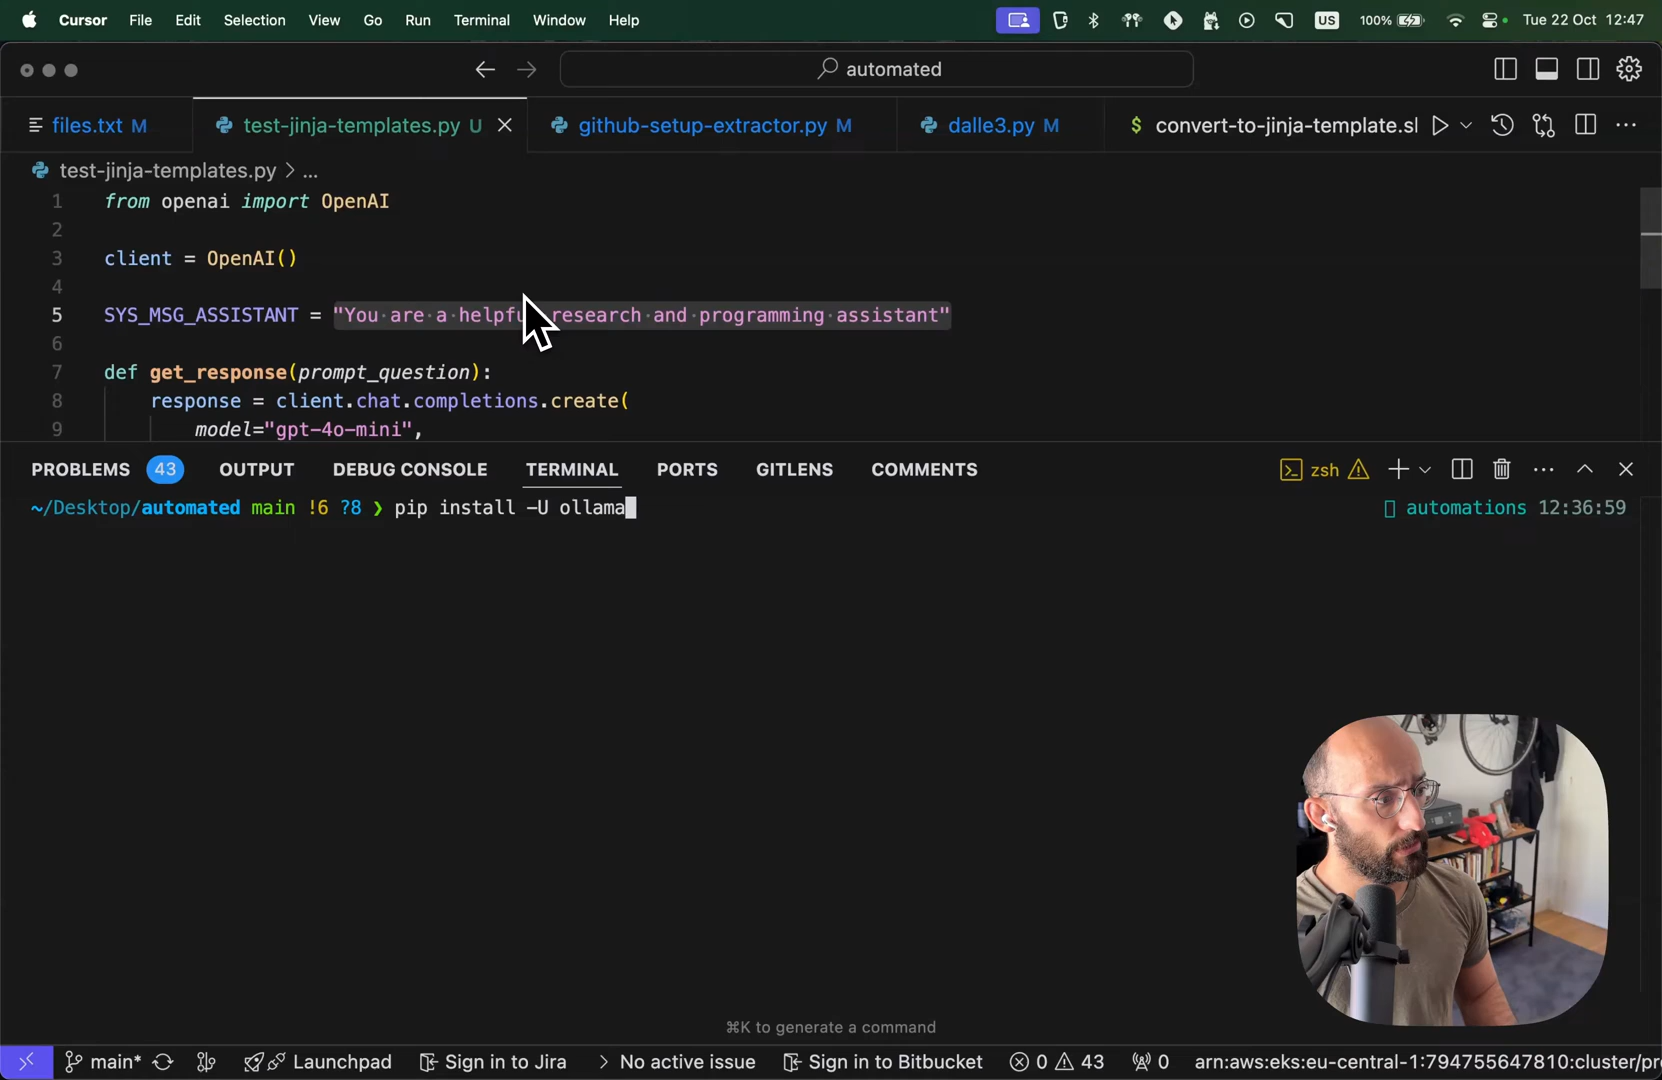 Cursor File Edit Selection View Go Run Terminal Window Help US 100% Tue 22 Oct 12:47
automated
files.txt M test-jinja-templates.py U github-setup-extractor.py M dalle3.py M $ convert-to-jinja-template.sl
test-jinja-templates.py > ...
1 from openai import OpenAI
2
3 client = OpenAI()
4
5 SYS_MSG_ASSISTANT = "You are a helpfu research and programming assistant"
6
7 def get_response(prompt_question):
8 response = client.chat.completions.create(
9 model="gpt-4o-mini",
PROBLEMS 43 OUTPUT DEBUG CONSOLE TERMINAL PORTS GITLENS COMMENTS zsh
~/Desktop/automated main !6 ?8 ❯ pip install -U ollama automations 12:36:59
⌘K to generate a command
main* Launchpad Sign in to Jira > No active issue Sign in to Bitbucket 0 43 0 arn:aws:eks:eu-central-1:794755647810:cluster/pr